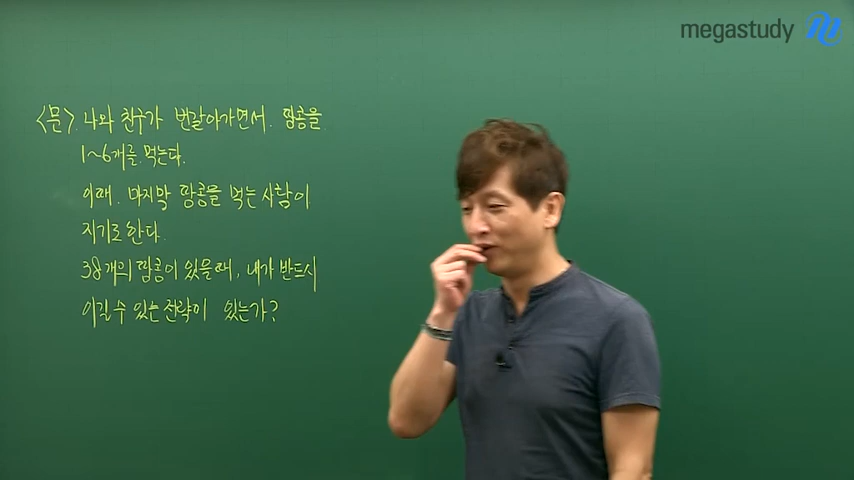 megastudy
<문>. 나와 친구가 번갈아가면서. 땅콩을
1~6개를 먹는다.
이때. 마지막 땅콩을 먹는 사람이
지기로 한다.
38개의 땅콩이 있을때, 내가 반드시
이길 수 있는 전략이 있는가?